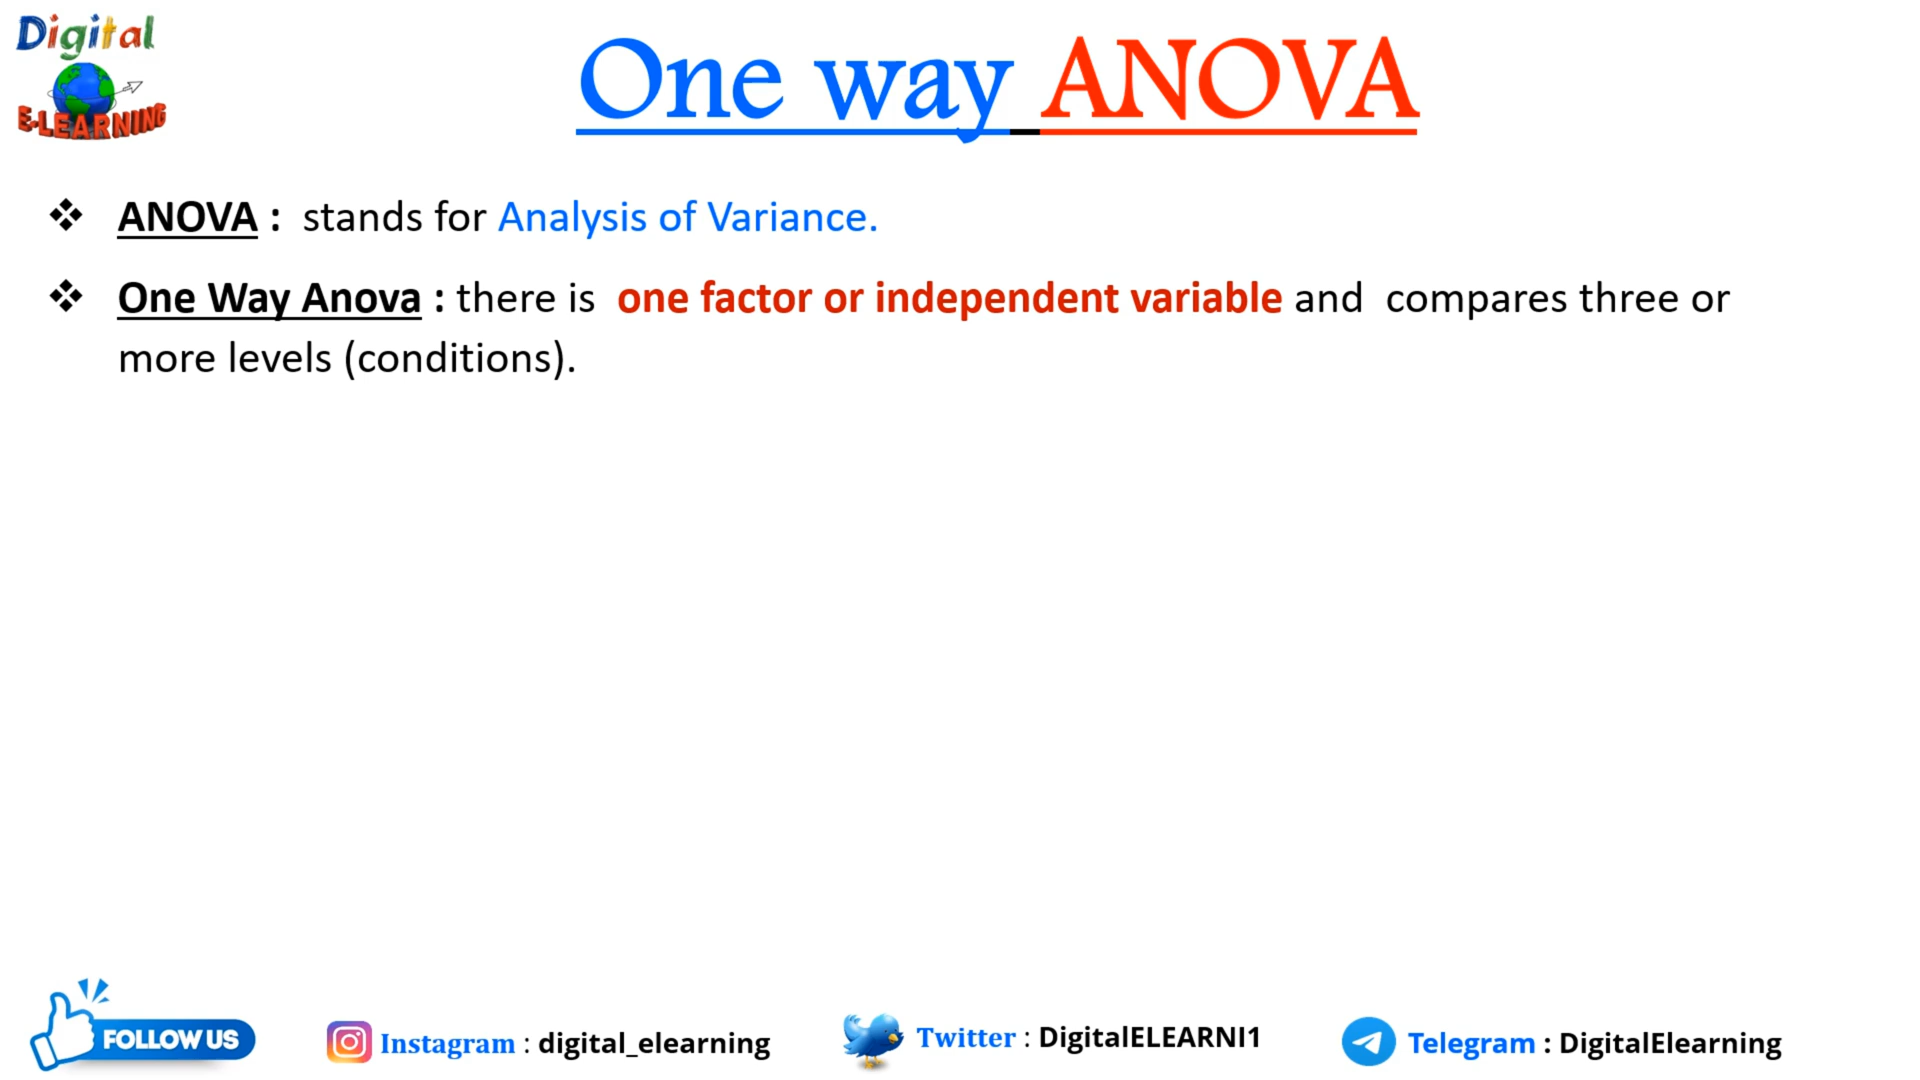 Digital
E-LEARNING
One way ANOVA
❖ ANOVA : stands for Analysis of Variance.
❖ One Way Anova : there is one factor or independent variable and compares three or
more levels (conditions).
FOLLOW US
Instagram : digital_elearning
Twitter : DigitalELEARNI1
Telegram : DigitalElearning